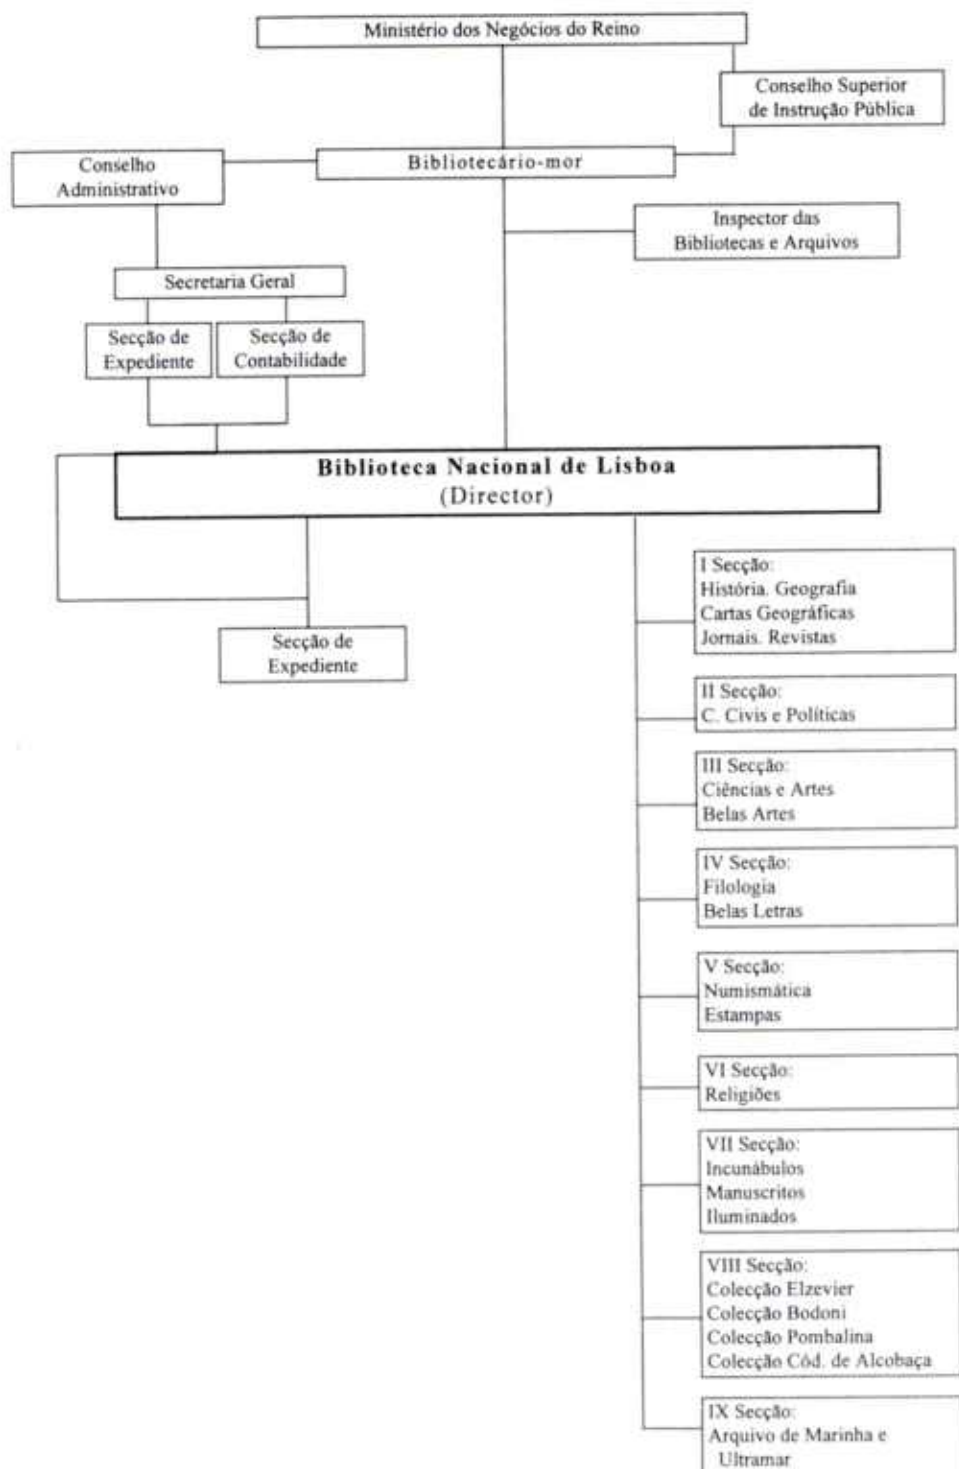 Ministério dos Negócios do Reino
Conselho Superior
de Instrução Pública
Bibliotecário-mor
Conselho
Administrativo
Inspector das
Bibliotecas e Arquivos
Secretaria Geral
Secção de
Expediente
Secção de
Contabilidade
Biblioteca Nacional de Lisboa
(Director)
Secção de
Expediente
I Secção:
História. Geografia
Cartas Geográficas
Jornais. Revistas
II Secção:
C. Civis e Políticas
III Secção:
Ciências e Artes
Belas Artes
IV Secção:
Filologia
Belas Letras
V Secção:
Numismática
Estampas
VI Secção:
Religiões
VII Secção:
Incunábulos
Manuscritos
Iluminados
VIII Secção:
Colecção Elzevier
Colecção Bodoni
Colecção Pombalina
Colecção Cód. de Alcobaça
IX Secção:
Arquivo de Marinha e
Ultramar